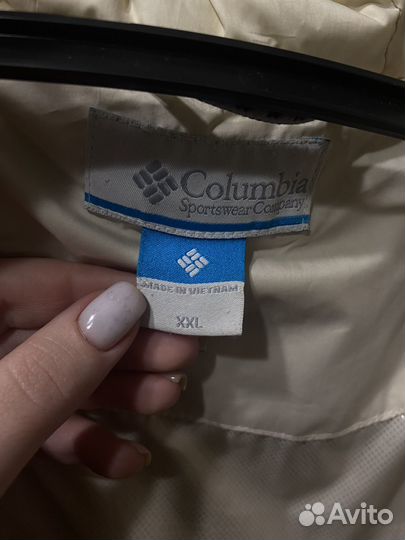 Columbia
Sportswear Company
MADE IN VIETNAM
XXL
Avito